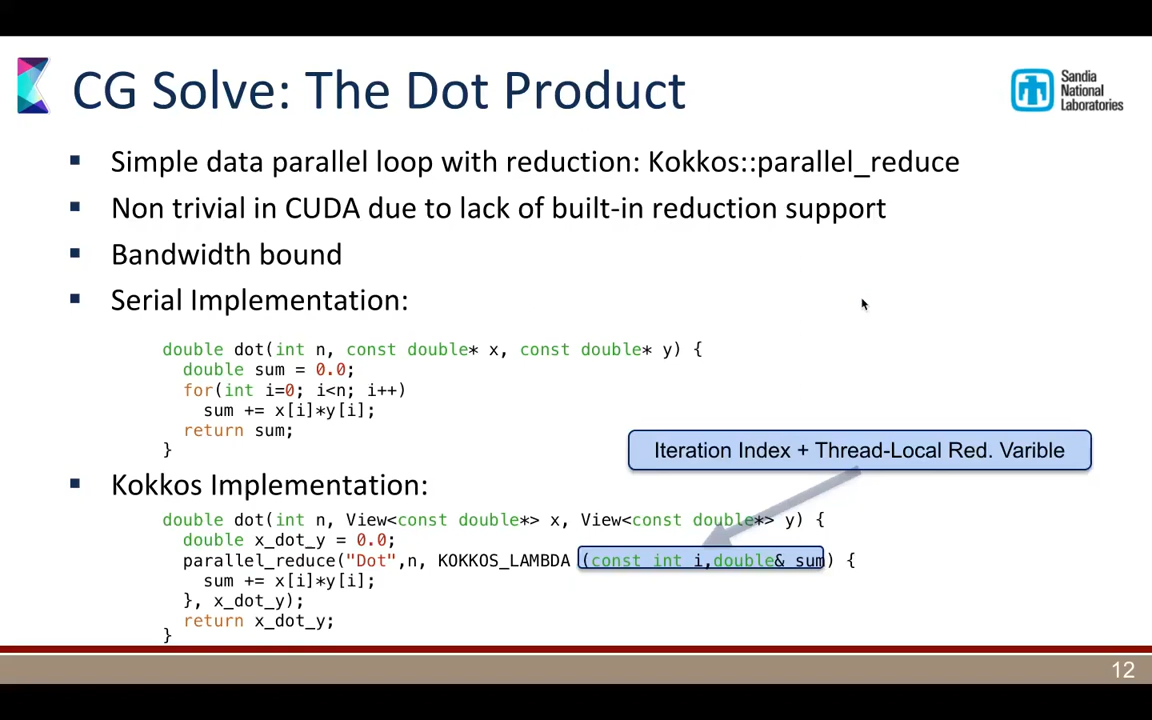 CG Solve: The Dot Product
Sandia
National
Laboratories
▪ Simple data parallel loop with reduction: Kokkos::parallel_reduce
▪ Non trivial in CUDA due to lack of built-in reduction support
▪ Bandwidth bound
▪ Serial Implementation:
double dot(int n, const double* x, const double* y) {
  double sum = 0.0;
  for(int i=0; i<n; i++)
    sum += x[i]*y[i];
  return sum;
}
Iteration Index + Thread-Local Red. Varible
▪ Kokkos Implementation:
double dot(int n, View<const double*> x, View<const double*> y) {
  double x_dot_y = 0.0;
  parallel_reduce("Dot",n, KOKKOS_LAMBDA (const int i,double& sum) {
    sum += x[i]*y[i];
  }, x_dot_y);
  return x_dot_y;
}
12